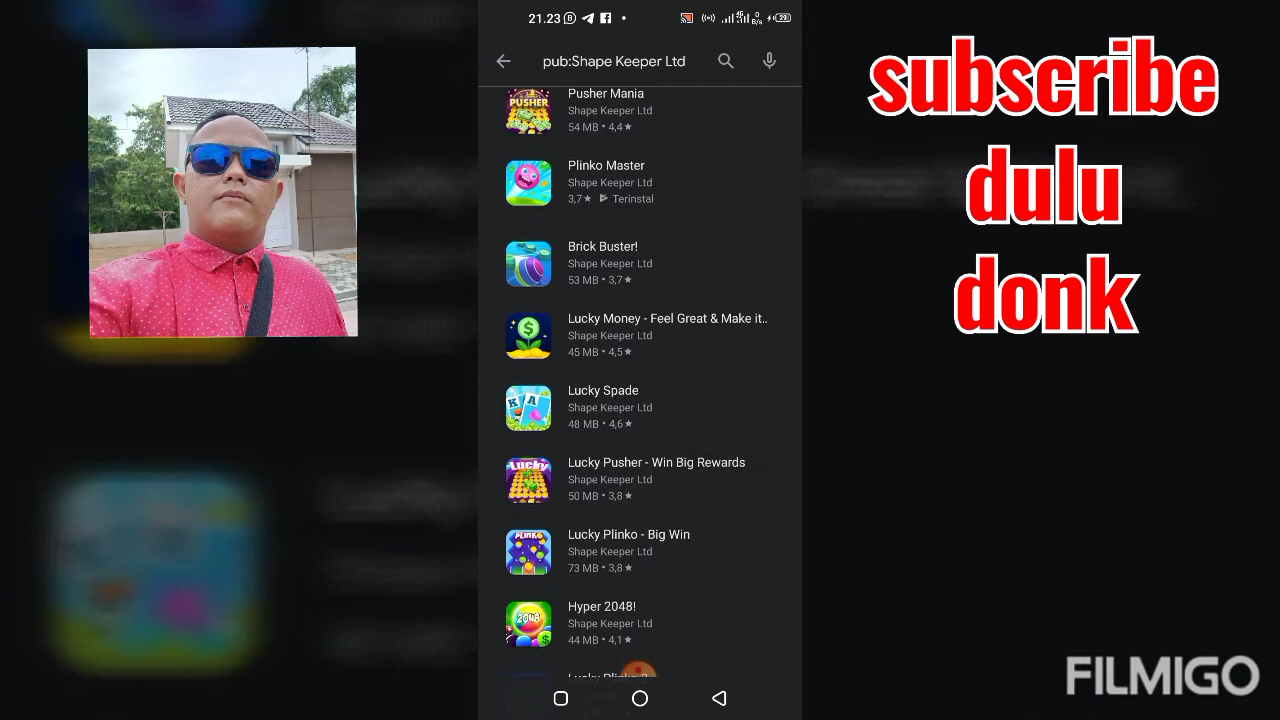 21.23
pub:Shape Keeper Ltd
Pusher Mania
Shape Keeper Ltd
54 MB • 4,4★
PUSHER
Plinko Master
Shape Keeper Ltd
3,7★ Terinstal
Brick Buster!
Shape Keeper Ltd
53 MB • 3,7★
Lucky Money - Feel Great & Make it..
Shape Keeper Ltd
45 MB • 4,5★
Lucky Spade
Shape Keeper Ltd
48 MB • 4,6★
K A
Lucky Pusher - Win Big Rewards
Shape Keeper Ltd
50 MB • 3,8★
Lucky
Lucky Plinko - Big Win
Shape Keeper Ltd
73 MB • 3,8★
PLINKO
Hyper 2048!
Shape Keeper Ltd
44 MB • 4,1★
2048
subscribe
dulu
donk
FILMIGO